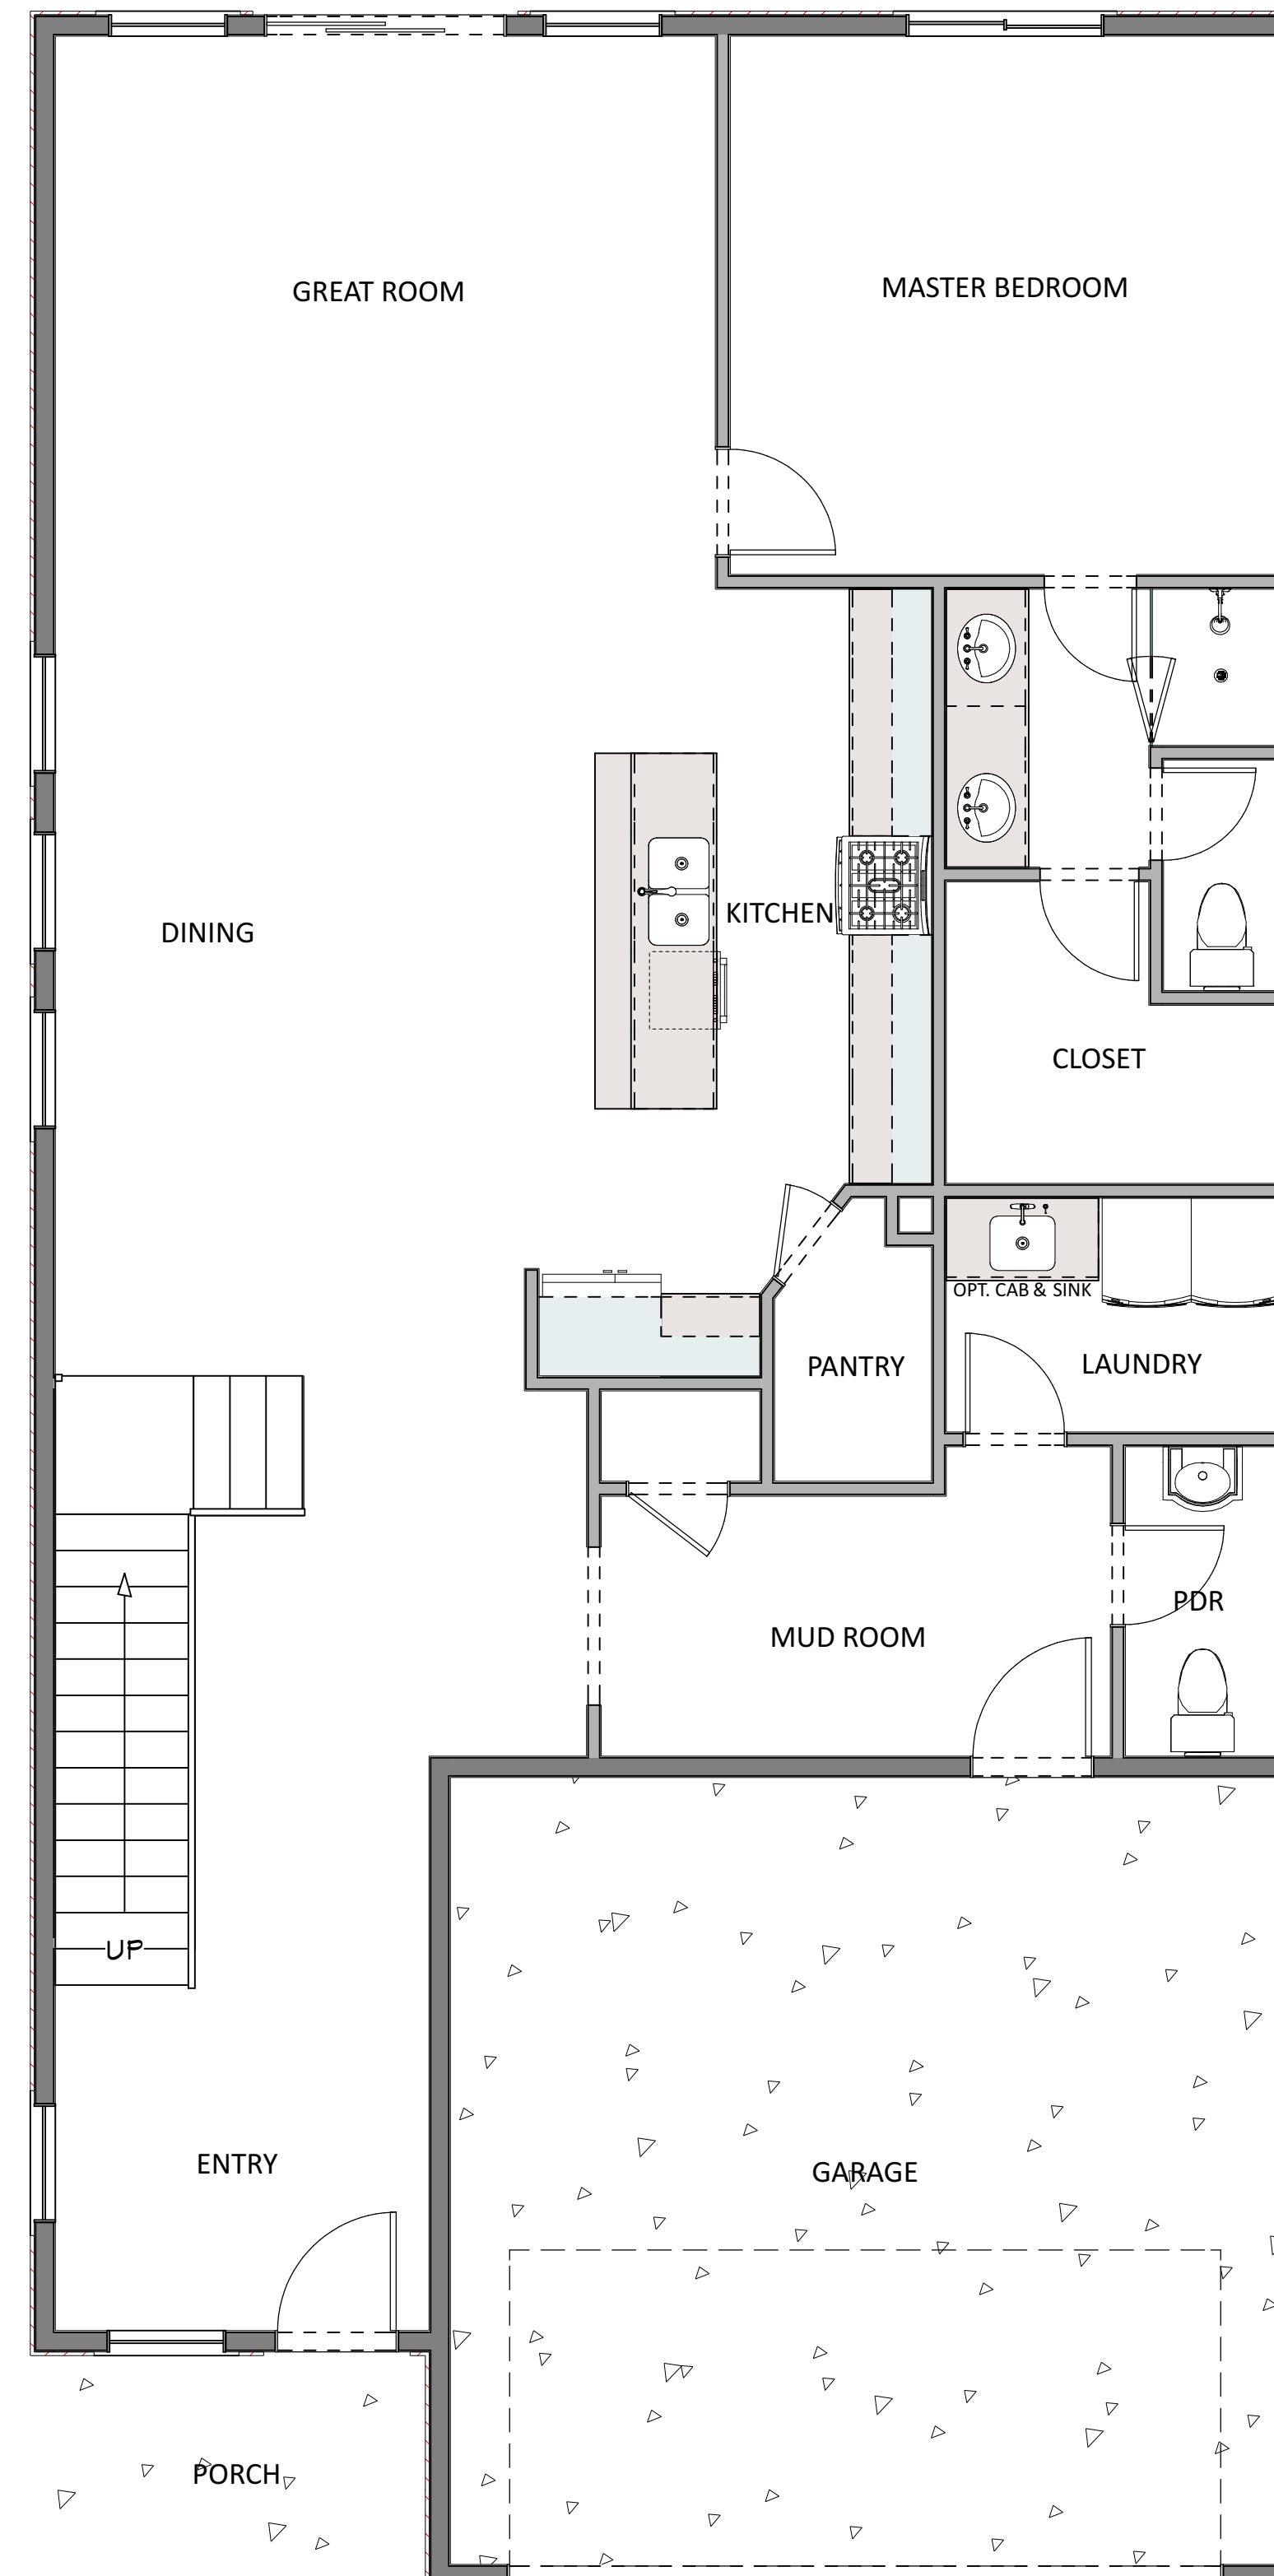 GREAT ROOM
MASTER BEDROOM
KITCHEN
DINING
CLOSET
OPT. CAB & SINK
PANTRY
LAUNDRY
PDR
MUD ROOM
UP
ENTRY
GARAGE
PORCH